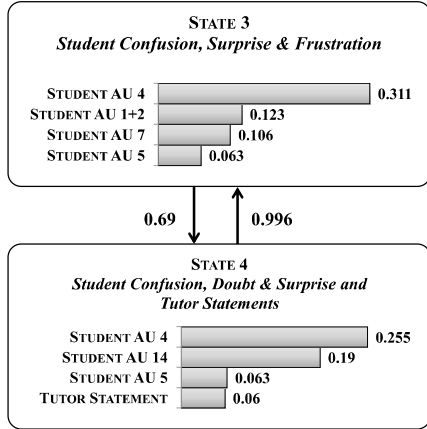 STATE 3
Student Confusion, Surprise & Frustration
STUDENT AU 4 0.311
STUDENT AU 1+2 0.123
STUDENT AU 7 0.106
STUDENT AU 5 0.063
0.69 0.996
STATE 4
Student Confusion, Doubt & Surprise and
Tutor Statements
STUDENT AU 4 0.255
STUDENT AU 14 0.19
STUDENT AU 5 0.063
TUTOR STATEMENT 0.06